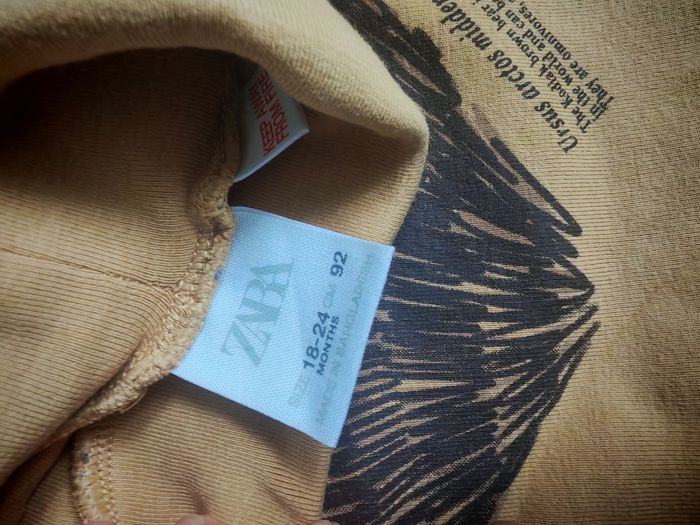 Ursus arctos midden
The Kodiak brown bear
in the world and can
They are omnivores,
KEEP AWAY
FROM FIRE
ZARA
SIZE 18-24 CM 92
MONTHS
MADE IN BANGLADESH